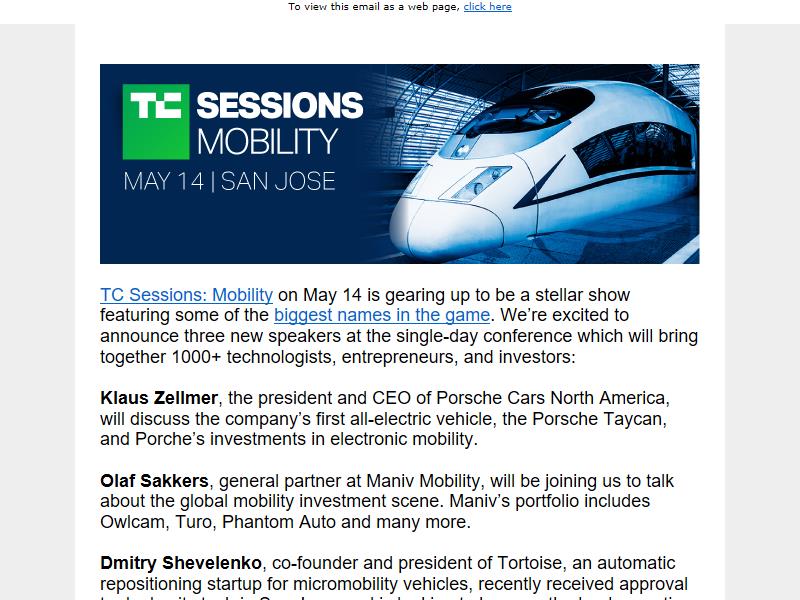 To view this email as a web page, click here
TC SESSIONS
MOBILITY
MAY 14 | SAN JOSE
TC Sessions: Mobility on May 14 is gearing up to be a stellar show
featuring some of the biggest names in the game. We’re excited to
announce three new speakers at the single-day conference which will bring
together 1000+ technologists, entrepreneurs, and investors:
Klaus Zellmer, the president and CEO of Porsche Cars North America,
will discuss the company’s first all-electric vehicle, the Porsche Taycan,
and Porche’s investments in electronic mobility.
Olaf Sakkers, general partner at Maniv Mobility, will be joining us to talk
about the global mobility investment scene. Maniv’s portfolio includes
Owlcam, Turo, Phantom Auto and many more.
Dmitry Shevelenko, co-founder and president of Tortoise, an automatic
repositioning startup for micromobility vehicles, recently received approval